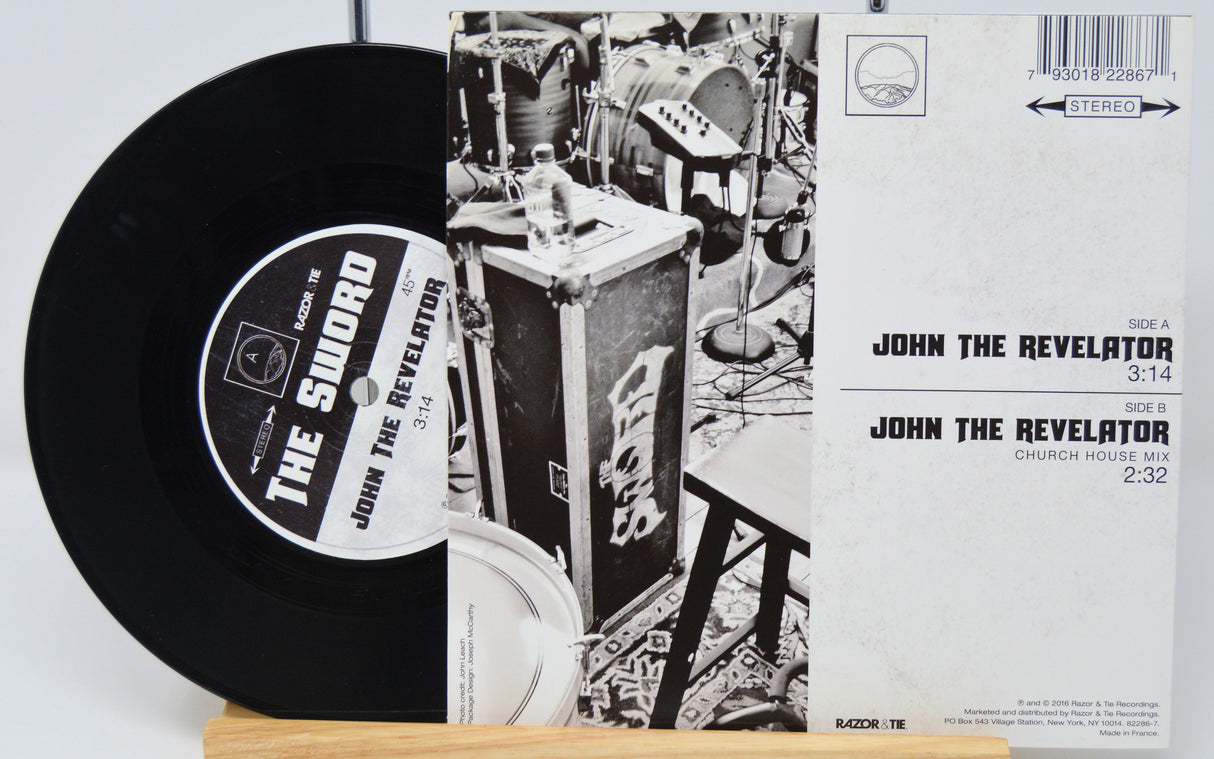 THE SWORD
RAZOR & TIE
A
STEREO
45RPM
JOHN THE REVELATOR
3:14
THE
SWORD
Photo credit: John Leach
Package Design: Joseph McCarthy
7 93018 22867 1
STEREO
SIDE A
JOHN THE REVELATOR
3:14
SIDE B
JOHN THE REVELATOR
CHURCH HOUSE MIX
2:32
RAZOR & TIE
℗ and © 2016 Razor & Tie Recordings.
Marketed and distributed by Razor & Tie Recordings.
PO Box 543 Village Station, New York, NY 10014. 82286-7.
Made in France.